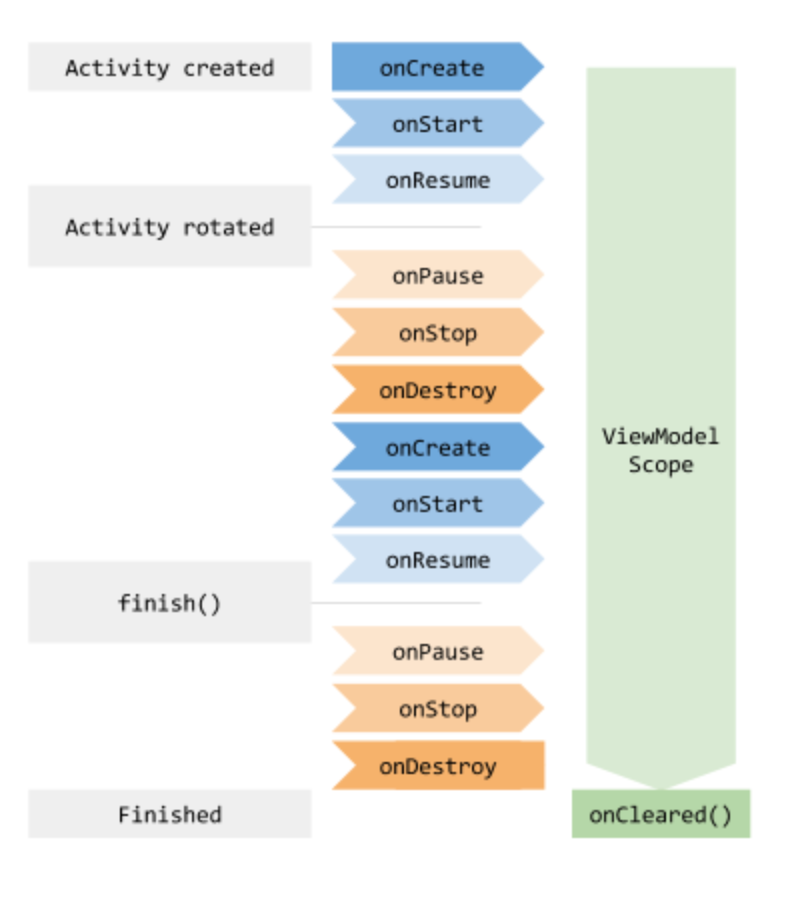 Activity created
onCreate
onStart
onResume
Activity rotated
onPause
onStop
onDestroy
onCreate
onStart
onResume
finish()
onPause
onStop
onDestroy
Finished
ViewModel
Scope
onCleared()